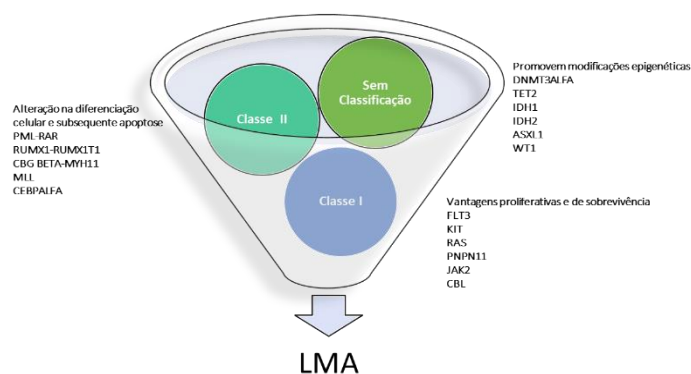 Alteração na diferenciação
celular e subsequente apoptose
PML-RAR
RUMX1-RUMX1T1
CBG BETA-MYH11
MLL
CEBPALFA
Classe II
Sem
Classificação
Classe I
Promovem modificações epigenéticas
DNMT3ALFA
TET2
IDH1
IDH2
ASXL1
WT1
Vantagens proliferativas e de sobrevivência
FLT3
KIT
RAS
PNPN11
JAK2
CBL
LMA